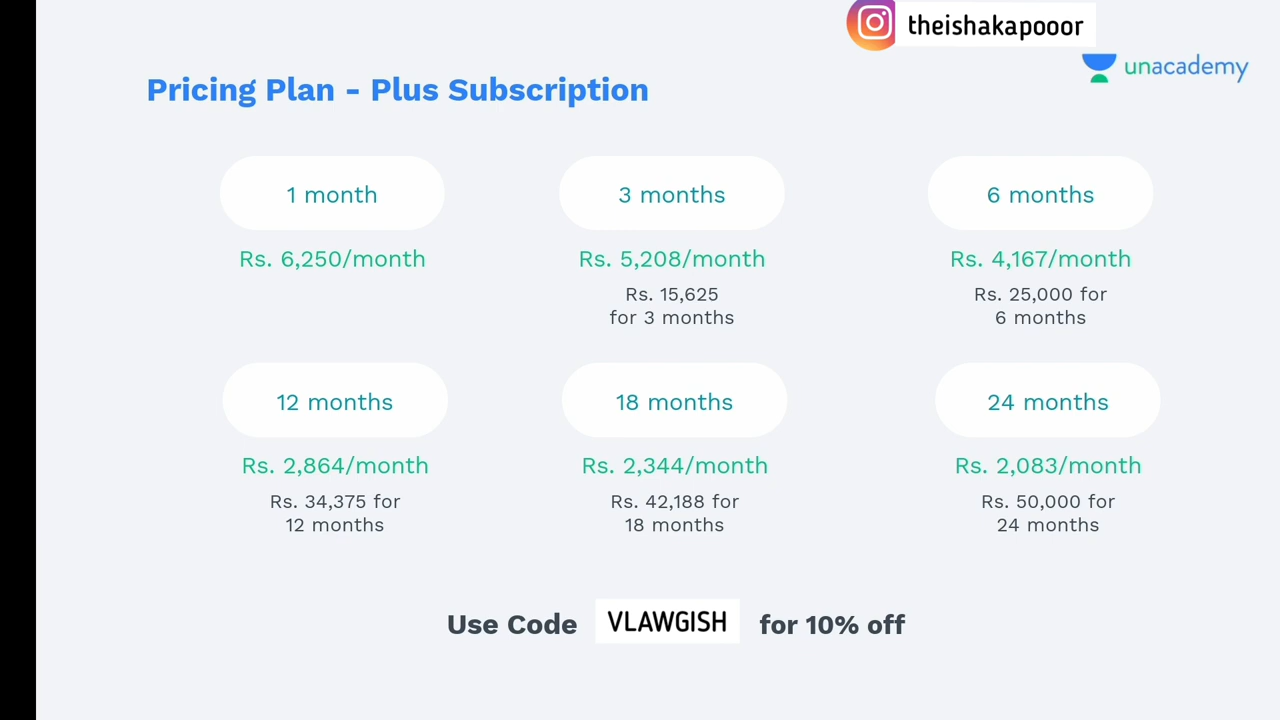 theishakapooor
unacademy
Pricing Plan - Plus Subscription
1 month
3 months
6 months
Rs. 6,250/month
Rs. 5,208/month
Rs. 4,167/month
Rs. 15,625
for 3 months
Rs. 25,000 for
6 months
12 months
18 months
24 months
Rs. 2,864/month
Rs. 2,344/month
Rs. 2,083/month
Rs. 34,375 for
12 months
Rs. 42,188 for
18 months
Rs. 50,000 for
24 months
Use Code VLAWGISH for 10% off